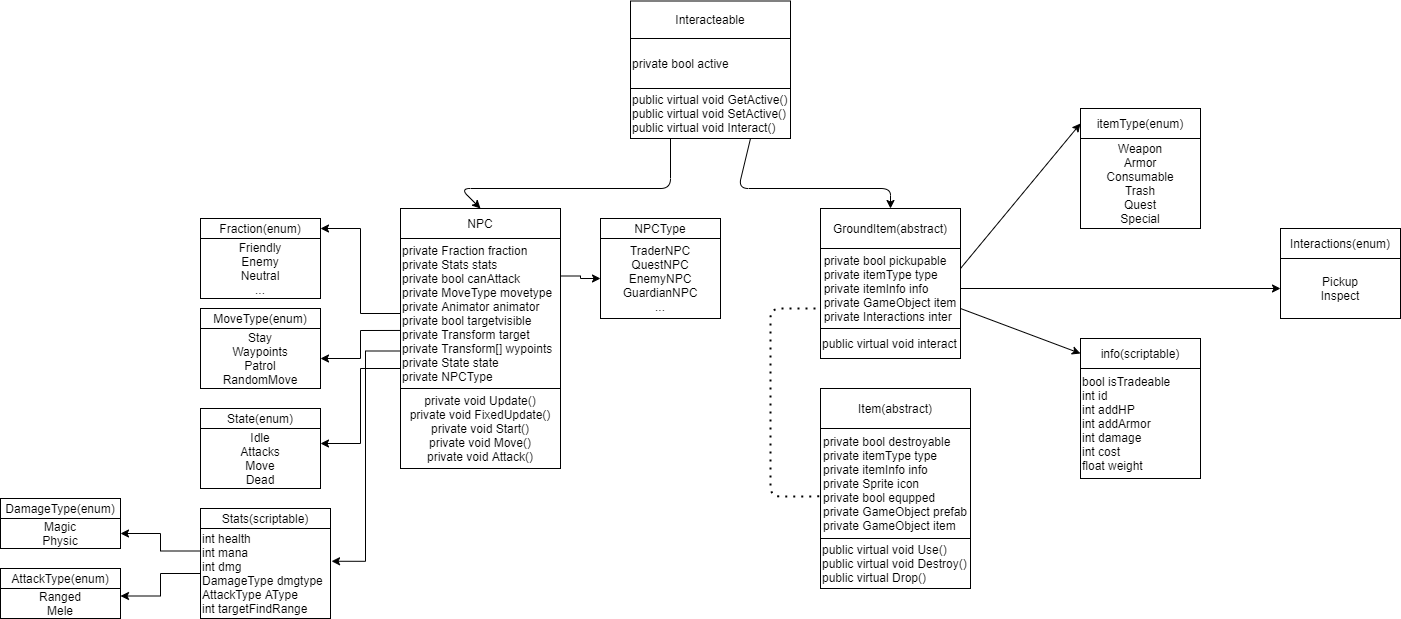 Interacteable
private bool active
public virtual void GetActive()
public virtual void SetActive()
public virtual void Interact()
NPC
private Fraction fraction
private Stats stats
private bool canAttack
private MoveType movetype
private Animator animator
private bool targetvisible
private Transform target
private Transform[] wypoints
private State state
private NPCType
private void Update()
private void FixedUpdate()
private void Start()
private void Move()
private void Attack()
Fraction(enum)
Friendly
Enemy
Neutral
...
MoveType(enum)
Stay
Waypoints
Patrol
RandomMove
State(enum)
Idle
Attacks
Move
Dead
Stats(scriptable)
int health
int mana
int dmg
DamageType dmgtype
AttackType AType
int targetFindRange
DamageType(enum)
Magic
Physic
AttackType(enum)
Ranged
Mele
NPCType
TraderNPC
QuestNPC
EnemyNPC
GuardianNPC
...
GroundItem(abstract)
private bool pickupable
private itemType type
private itemInfo info
private GameObject item
private Interactions inter
public virtual void interact
Item(abstract)
private bool destroyable
private itemType type
private itemInfo info
private Sprite icon
private bool equpped
private GameObject prefab
private GameObject item
public virtual void Use()
public virtual void Destroy()
public virtual Drop()
itemType(enum)
Weapon
Armor
Consumable
Trash
Quest
Special
Interactions(enum)
Pickup
Inspect
info(scriptable)
bool isTradeable
int id
int addHP
int addArmor
int damage
int cost
float weight